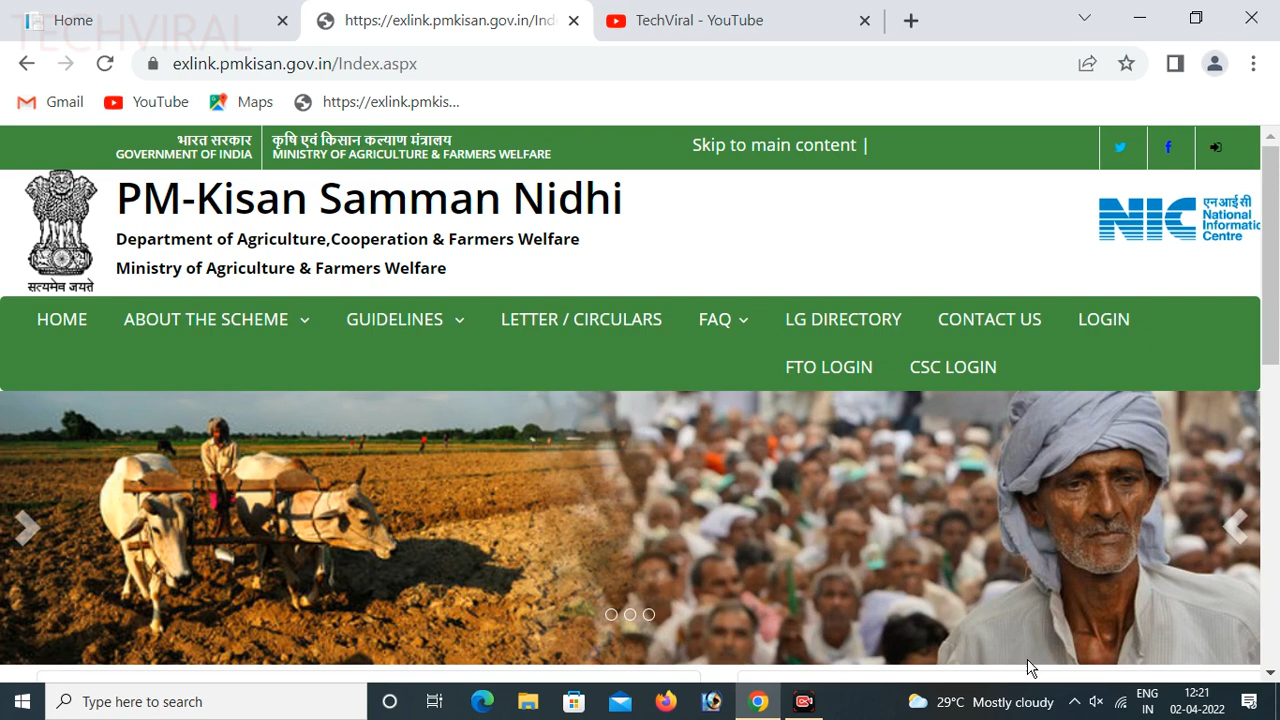 TECHVIRAL
Home
https://exlink.pmkisan.gov.in/Ind
TechViral - YouTube
exlink.pmkisan.gov.in/Index.aspx
Gmail
YouTube
Maps
https://exlink.pmkis...
भारत सरकार
GOVERNMENT OF INDIA
कृषि एवं किसान कल्याण मंत्रालय
MINISTRY OF AGRICULTURE & FARMERS WELFARE
Skip to main content |
PM-Kisan Samman Nidhi
Department of Agriculture,Cooperation & Farmers Welfare
Ministry of Agriculture & Farmers Welfare
सत्यमेव जयते
NIC
एन आई सी
National
Informatic
Centre
HOME ABOUT THE SCHEME GUIDELINES LETTER / CIRCULARS FAQ LG DIRECTORY CONTACT US LOGIN
FTO LOGIN CSC LOGIN
Type here to search
29°C Mostly cloudy
ENG
IN
12:21
02-04-2022